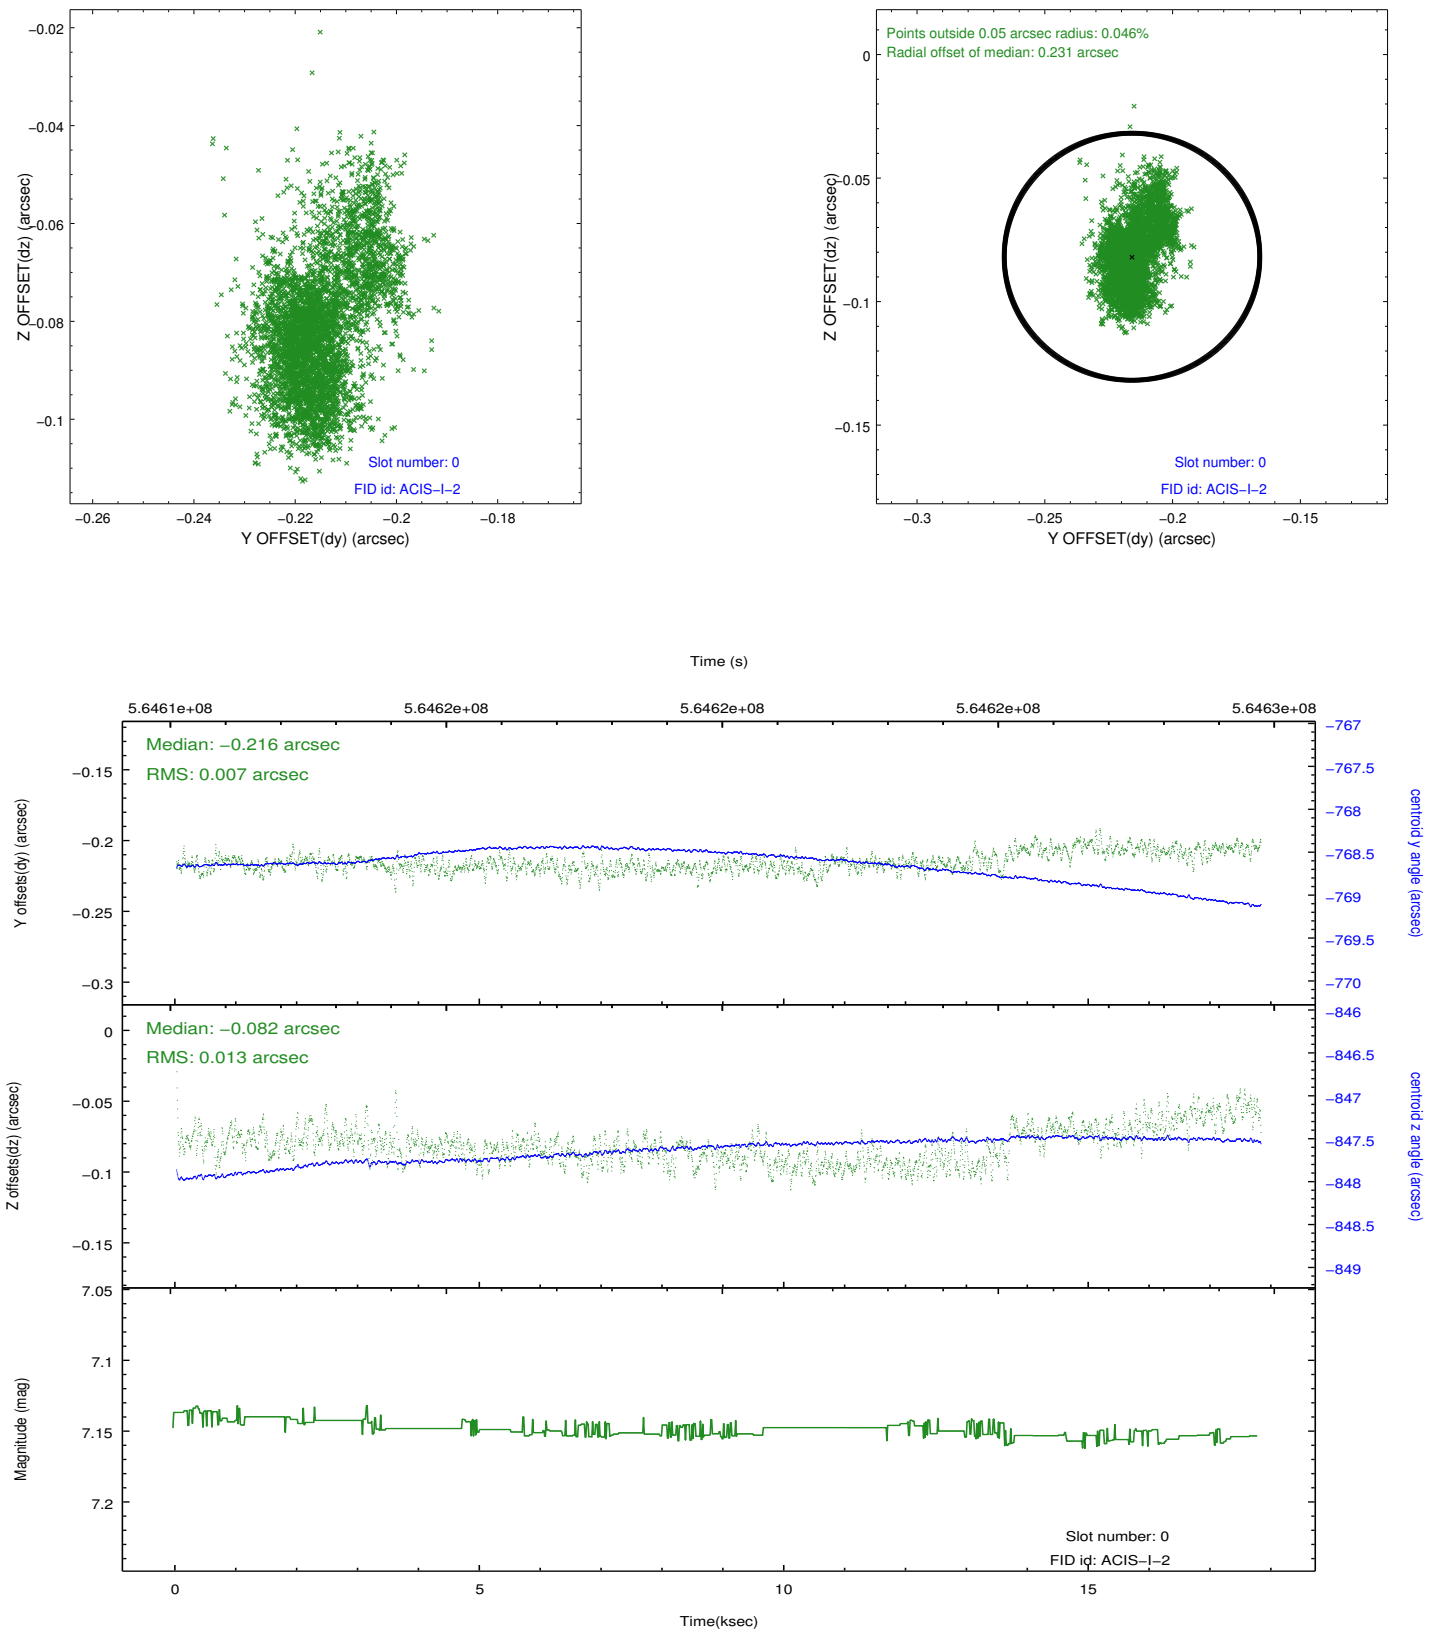 −0.02
−0.04
−0.06
−0.08
−0.1
Z OFFSET(dz) (arcsec)
Slot number: 0
FID id: ACIS−I−2
−0.26
−0.24
−0.22
−0.2
−0.18
Y OFFSET(dy) (arcsec)
Points outside 0.05 arcsec radius: 0.046%
Radial offset of median: 0.231 arcsec
0
−0.05
−0.1
−0.15
Z OFFSET(dz) (arcsec)
Slot number: 0
FID id: ACIS−I−2
−0.3
−0.25
−0.2
−0.15
Y OFFSET(dy) (arcsec)
Time (s)
5.6461e+08
5.6462e+08
5.6462e+08
5.6462e+08
5.6463e+08
Median: −0.216 arcsec
RMS: 0.007 arcsec
−0.15
−0.2
−0.25
−0.3
Y offsets(dy) (arcsec)
−767
−767.5
−768
−768.5
−769
−769.5
−770
centroid y angle (arcsec)
Median: −0.082 arcsec
RMS: 0.013 arcsec
0
−0.05
−0.1
−0.15
Z offsets(dz) (arcsec)
−846
−846.5
−847
−847.5
−848
−848.5
−849
centroid z angle (arcsec)
7.05
7.1
7.15
7.2
Magnitude (mag)
Slot number: 0
FID id: ACIS−I−2
0
5
10
15
Time(ksec)